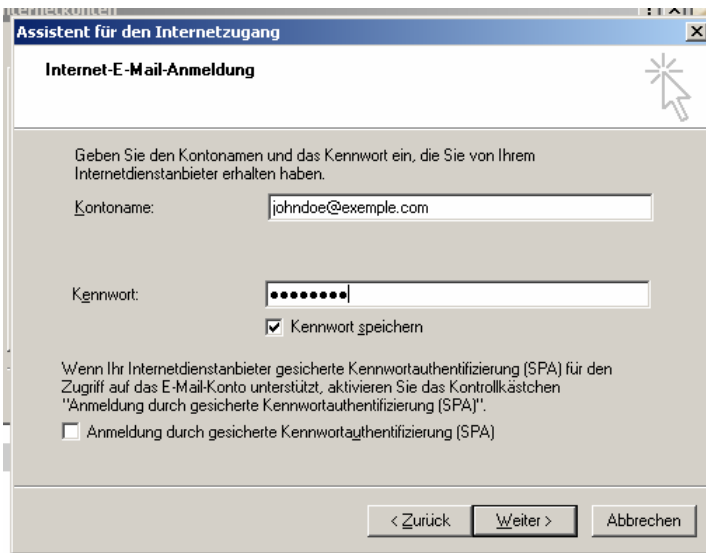 Internetkonten
Assistent für den Internetzugang
Internet-E-Mail-Anmeldung
Geben Sie den Kontonamen und das Kennwort ein, die Sie von Ihrem
Internetdienstanbieter erhalten haben.
Kontoname: johndoe@exemple.com
Kennwort: ●●●●●●●●
Kennwort speichern
Wenn Ihr Internetdienstanbieter gesicherte Kennwortauthentifizierung (SPA) für den
Zugriff auf das E-Mail-Konto unterstützt, aktivieren Sie das Kontrollkästchen
"Anmeldung durch gesicherte Kennwortauthentifizierung (SPA)".
Anmeldung durch gesicherte Kennwortauthentifizierung (SPA)
< Zurück Weiter > Abbrechen